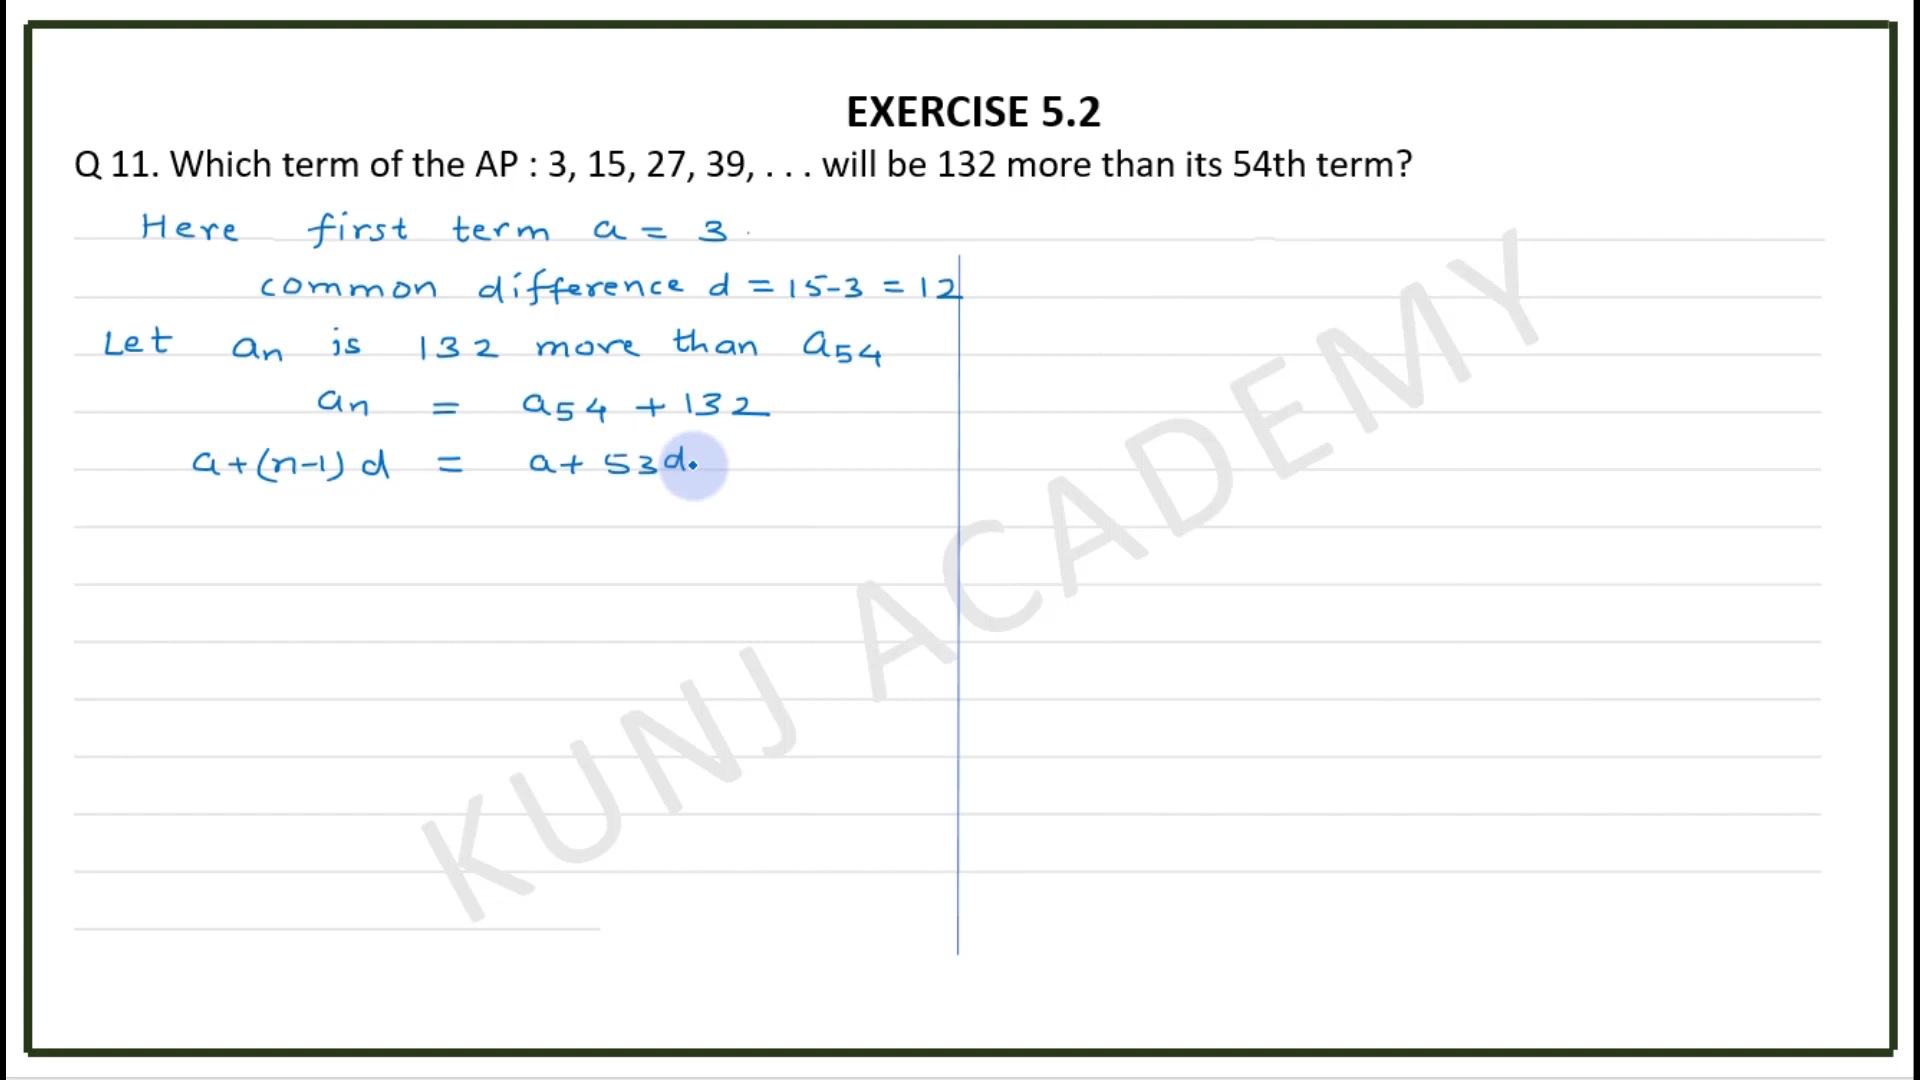 EXERCISE 5.2
Q 11. Which term of the AP : 3, 15, 27, 39, . . . will be 132 more than its 54th term?
Here first term a = 3
common difference d = 15-3 = 12
Let an is 132 more than a54
an = a54 + 132
a+(n-1) d = a+ 53d
KUNJ ACADEMY